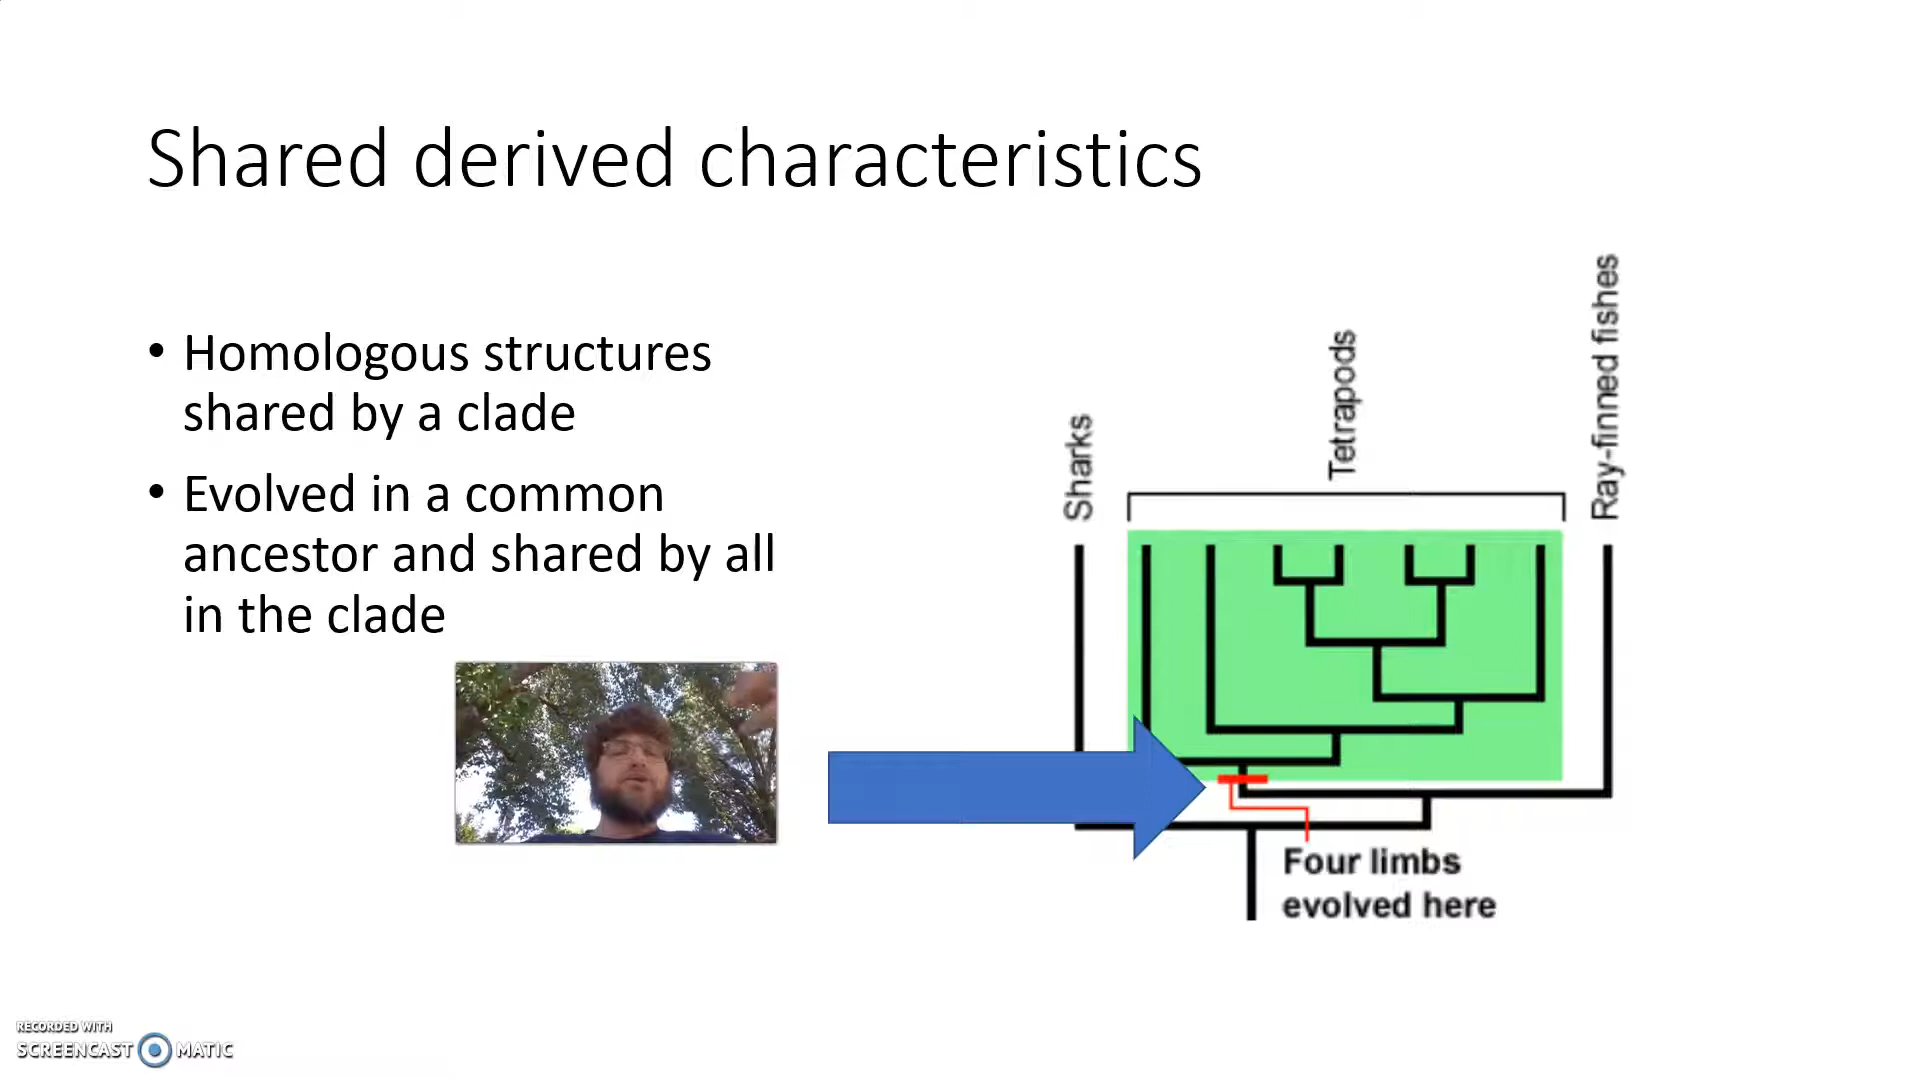 Shared derived characteristics
• Homologous structures
shared by a clade
• Evolved in a common
ancestor and shared by all
in the clade
Sharks
Tetrapods
Ray-finned fishes
Four limbs
evolved here
RECORDED WITH
SCREENCAST MATIC